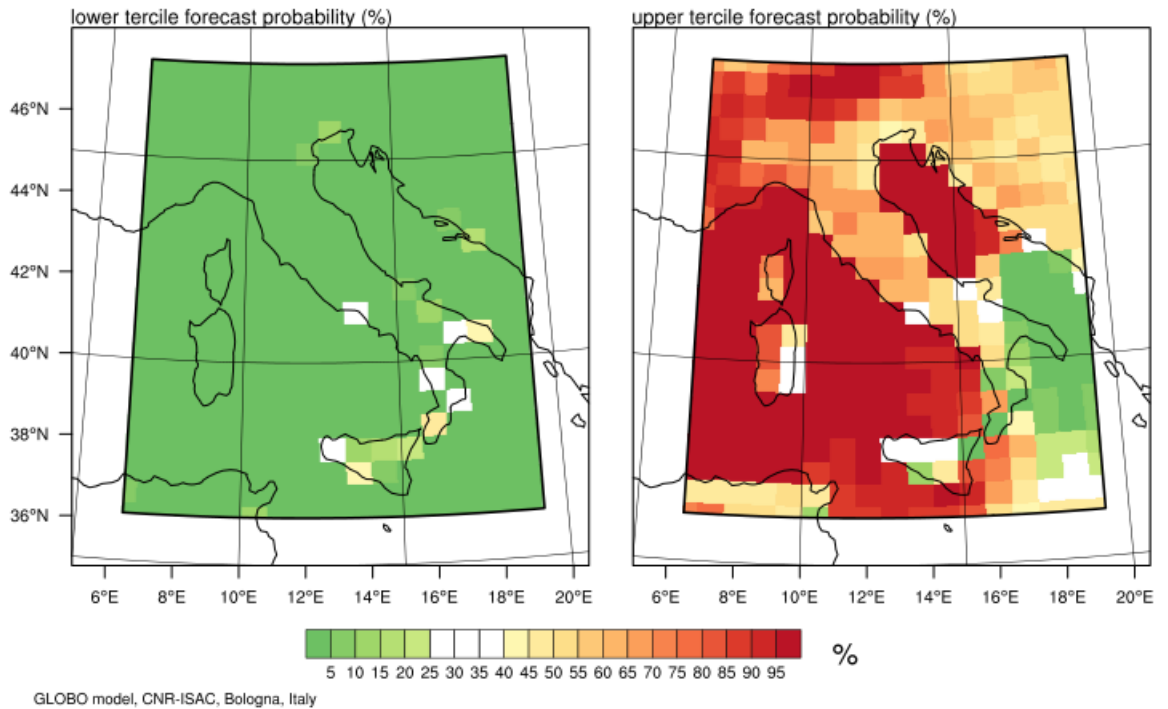 lower tercile forecast probability (%) upper tercile forecast probability (%)
46°N
44°N
42°N
40°N
38°N
36°N
6°E 8°E 10°E 12°E 14°E 16°E 18°E 20°E 6°E 8°E 10°E 12°E 14°E 16°E 18°E 20°E
5 10 15 20 25 30 35 40 45 50 55 60 65 70 75 80 85 90 95 %
GLOBO model, CNR-ISAC, Bologna, Italy